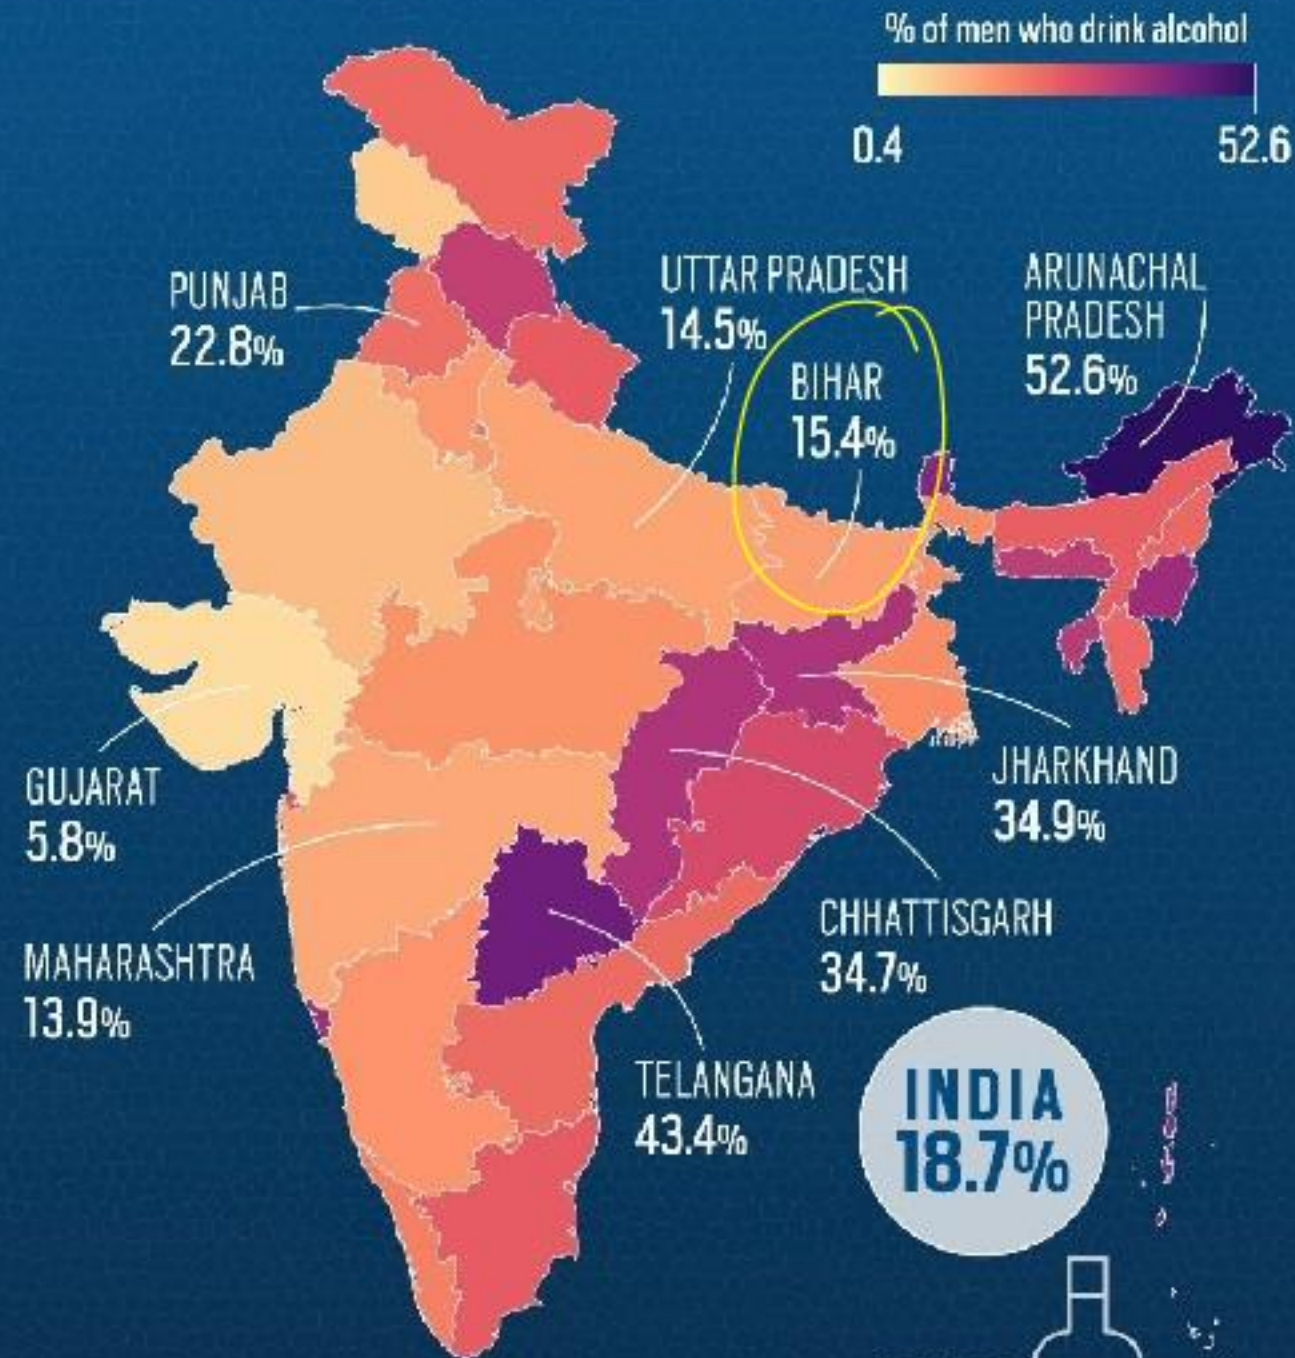 % of men who drink alcohol
0.4
52.6
PUNJAB
22.8%
UTTAR PRADESH
14.5%
BIHAR
15.4%
ARUNACHAL
PRADESH
52.6%
GUJARAT
5.8%
JHARKHAND
34.9%
MAHARASHTRA
13.9%
CHHATTISGARH
34.7%
TELANGANA
43.4%
INDIA
18.7%